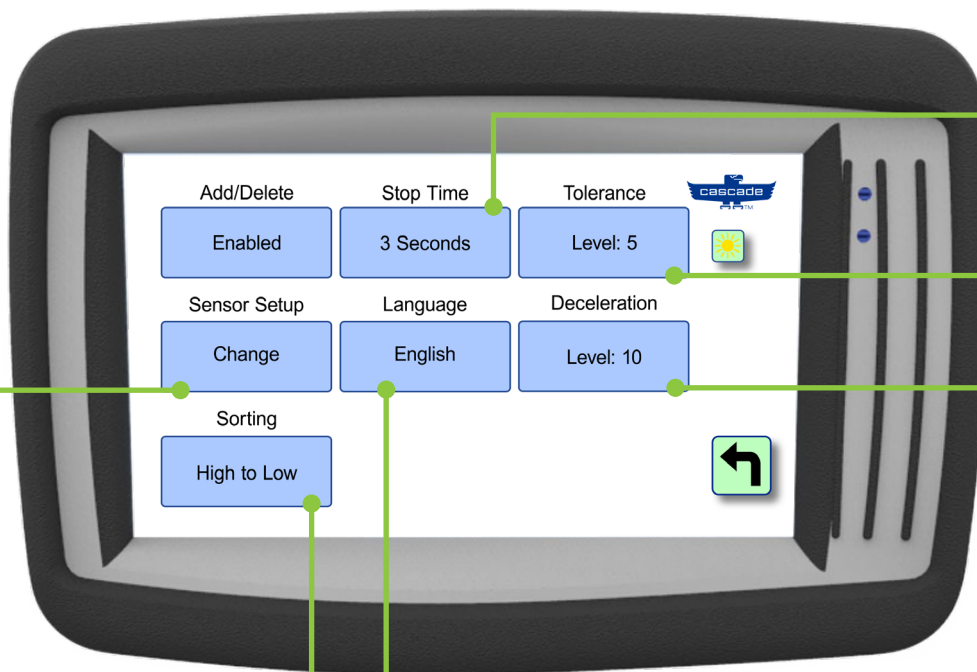 Add/Delete
Stop Time
Tolerance
cascade
Enabled
3 Seconds
Level: 5
TM
Sensor Setup
Language
Deceleration
Change
English
Level: 10
Sorting
High to Low